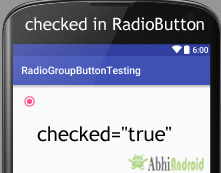 checked in RadioButton
6:00
RadioGroupButtonTesting
checked="true"
AbhiAndroid